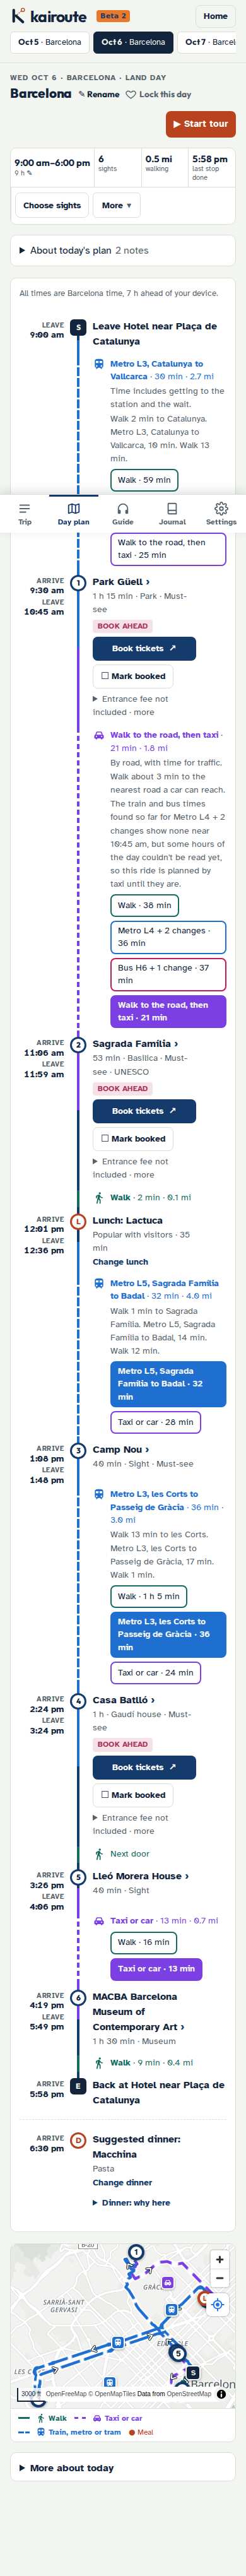 kairoute Beta 2 Home
Oct 5 · Barcelona Oct 6 · Barcelona Oct 7 · Barcel
WED OCT 6 · BARCELONA · LAND DAY
Barcelona ✎ Rename ♡ Lock this day
▶ Start tour
9:00 am–6:00 pm 6 0.5 mi 5:58 pm
9 h ✎ sights walking last stop
done
Choose sights More ▾
▶ About today's plan 2 notes
All times are Barcelona time, 7 h ahead of your device.
LEAVE
9:00 am
S
Leave Hotel near Plaça de
Catalunya
Metro L3, Catalunya to
Vallcarca · 30 min · 2.7 mi
Time includes getting to the
station and the wait.
Walk 2 min to Catalunya.
Metro L3, Catalunya to
Vallcarca, 10 min. Walk 13
min.
Walk · 59 min
Trip Day plan Guide Journal Settings
Walk to the road, then
taxi · 25 min
ARRIVE
9:30 am
LEAVE
10:45 am
1
Park Güell ›
1 h 15 min · Park · Must-
see
BOOK AHEAD
Book tickets ↗
☐ Mark booked
▶ Entrance fee not
included · more
Walk to the road, then taxi ·
21 min · 1.8 mi
By road, with time for traffic.
Walk about 3 min to the
nearest road a car can reach.
The train and bus times
found so far for Metro L4 + 2
changes show none near
10:45 am, but some hours of
the day couldn't be read yet,
so this ride is planned by
taxi until they are.
Walk · 38 min
Metro L4 + 2 changes ·
36 min
Bus H6 + 1 change · 37
min
Walk to the road, then
taxi · 21 min
ARRIVE
11:06 am
LEAVE
11:59 am
2
Sagrada Família ›
53 min · Basilica · Must-
see · UNESCO
BOOK AHEAD
Book tickets ↗
☐ Mark booked
▶ Entrance fee not
included · more
Walk · 2 min · 0.1 mi
ARRIVE
12:01 pm
LEAVE
12:36 pm
L
Lunch: Lactuca
Popular with visitors · 35
min
Change lunch
Metro L5, Sagrada Família
to Badal · 32 min · 4.0 mi
Walk 1 min to Sagrada
Família. Metro L5, Sagrada
Família to Badal, 14 min.
Walk 12 min.
Metro L5, Sagrada
Família to Badal · 32
min
Taxi or car · 28 min
ARRIVE
1:08 pm
LEAVE
1:48 pm
3
Camp Nou ›
40 min · Sight · Must-see
Metro L3, les Corts to
Passeig de Gràcia · 36 min ·
3.0 mi
Walk 13 min to les Corts.
Metro L3, les Corts to
Passeig de Gràcia, 17 min.
Walk 1 min.
Walk · 1 h 5 min
Metro L3, les Corts to
Passeig de Gràcia · 36
min
Taxi or car · 24 min
ARRIVE
2:24 pm
LEAVE
3:24 pm
4
Casa Batlló ›
1 h · Gaudí house · Must-
see
BOOK AHEAD
Book tickets ↗
☐ Mark booked
▶ Entrance fee not
included · more
Next door
ARRIVE
3:26 pm
LEAVE
4:06 pm
5
Lleó Morera House ›
40 min · Sight
Taxi or car · 13 min · 0.7 mi
Walk · 16 min
Taxi or car · 13 min
ARRIVE
4:19 pm
LEAVE
5:49 pm
6
MACBA Barcelona
Museum of
Contemporary Art ›
1 h 30 min · Museum
Walk · 9 min · 0.4 mi
ARRIVE
5:58 pm
E
Back at Hotel near Plaça de
Catalunya
ARRIVE
6:30 pm
D
Suggested dinner:
Macchina
Pasta
Change dinner
▶ Dinner: why here
B-20
1
SARRIÀ-SANT
GERVASI
5
S
Barcelona
3000 ft OpenFreeMap © OpenMapTiles Data from OpenStreetMap
Walk Taxi or car
Train, metro or tram Meal
▶ More about today